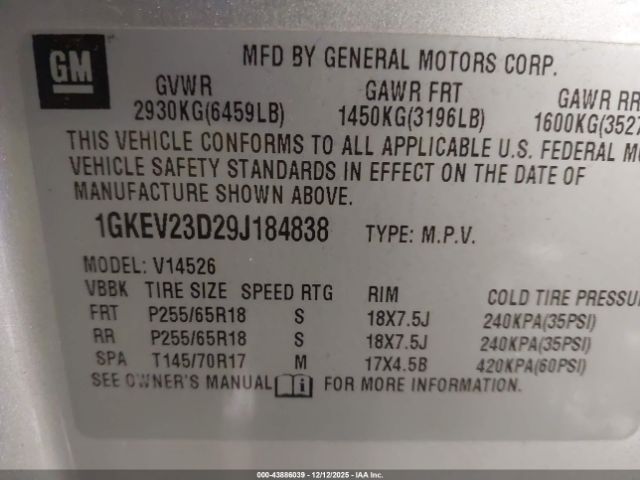 GM
MFD BY GENERAL MOTORS CORP.
GVWR GAWR FRT GAWR RR
2930KG(6459LB) 1450KG(3196LB) 1600KG(3527
THIS VEHICLE CONFORMS TO ALL APPLICABLE U.S. FEDERAL MO
VEHICLE SAFETY STANDARDS IN EFFECT ON THE DATE OF
MANUFACTURE SHOWN ABOVE.
1GKEV23D29J184838 TYPE: M.P.V.
MODEL: V14526
VBBK TIRE SIZE SPEED RTG RIM COLD TIRE PRESSUR
FRT P255/65R18 S 18X7.5J 240KPA(35PSI)
RR P255/65R18 S 18X7.5J 240KPA(35PSI)
SPA T145/70R17 M 17X4.5B 420KPA(60PSI)
SEE OWNER'S MANUAL i FOR MORE INFORMATION.
000-43886039 - 12/12/2025 - IAA Inc.